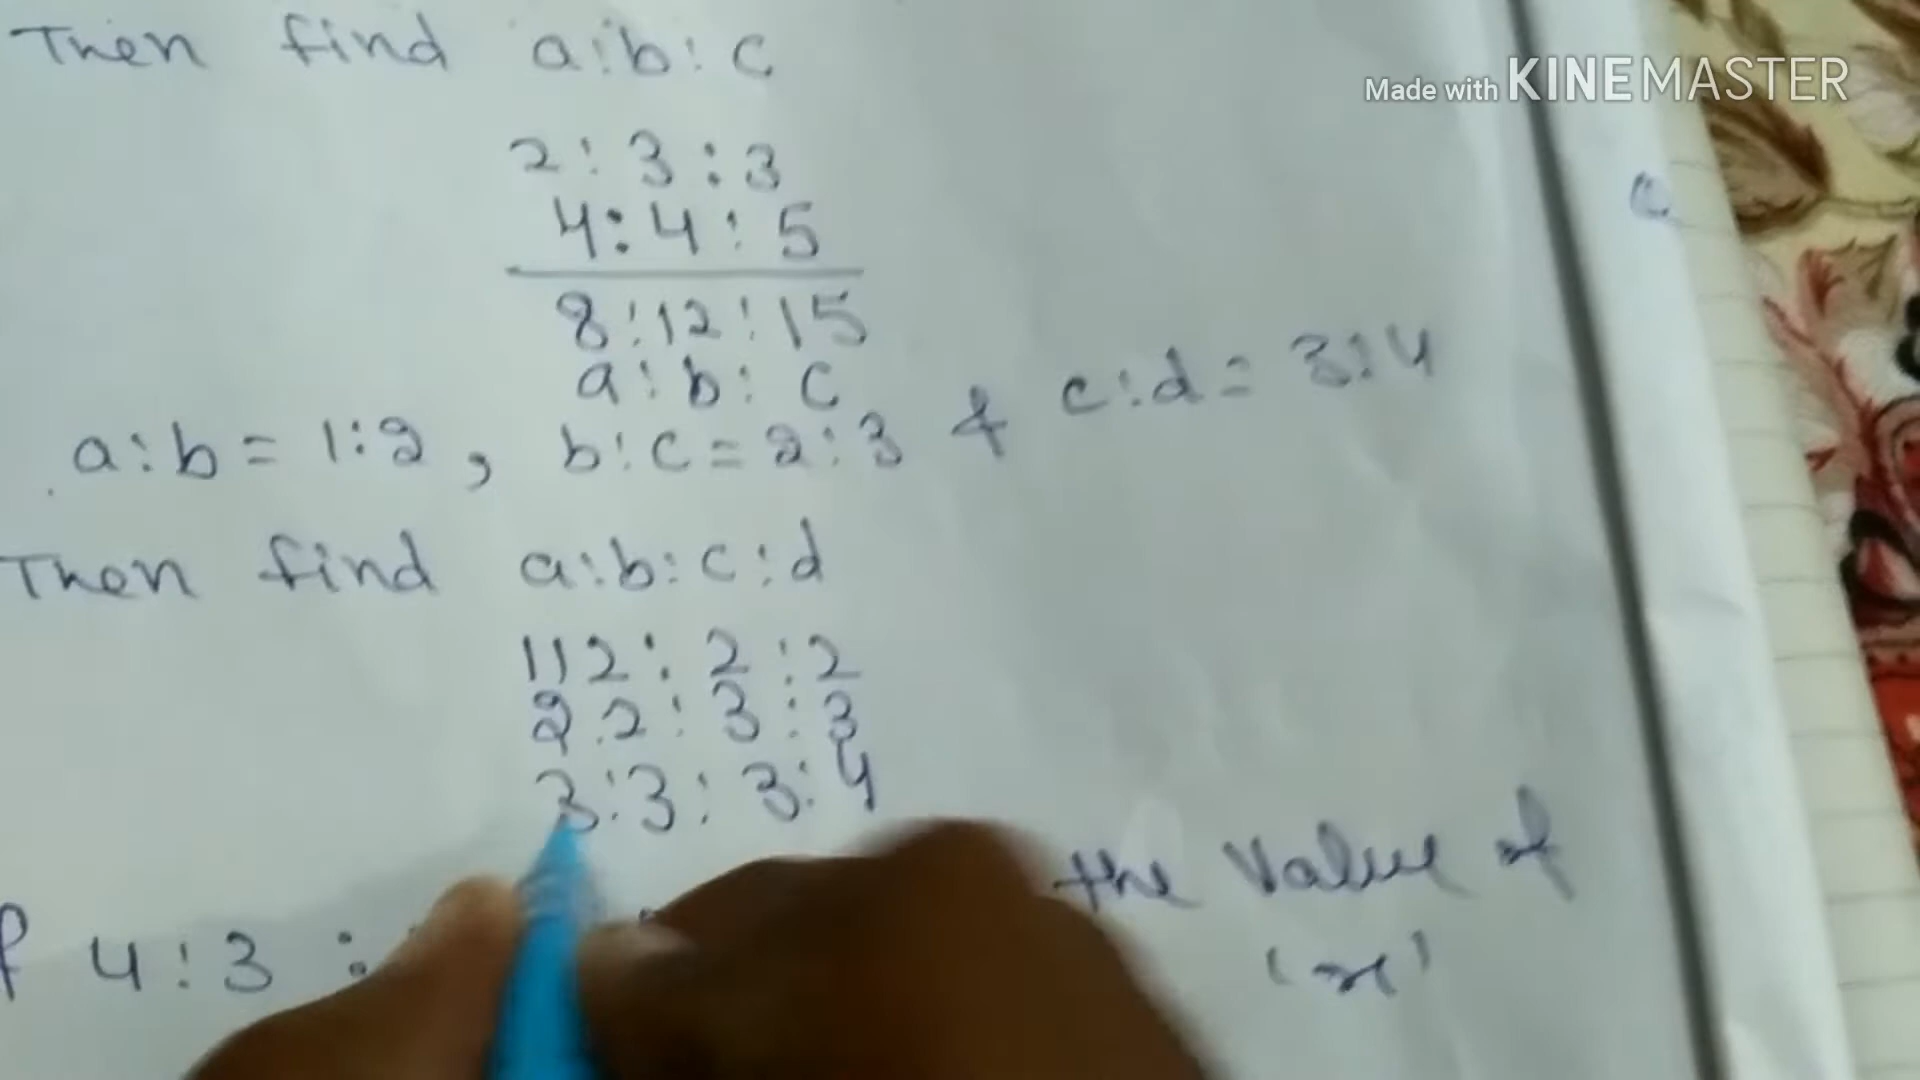 Then find a:b:c
Made with KINEMASTER
2:3:3
4:4:5
8:12:15
a:b:c
a:b=1:2, b:c=2:3 & c:d=3:4
Then find a:b:c:d
1:2:2:2
2:2:3:3
3:3:3:4
4:3:
the value of
'x'